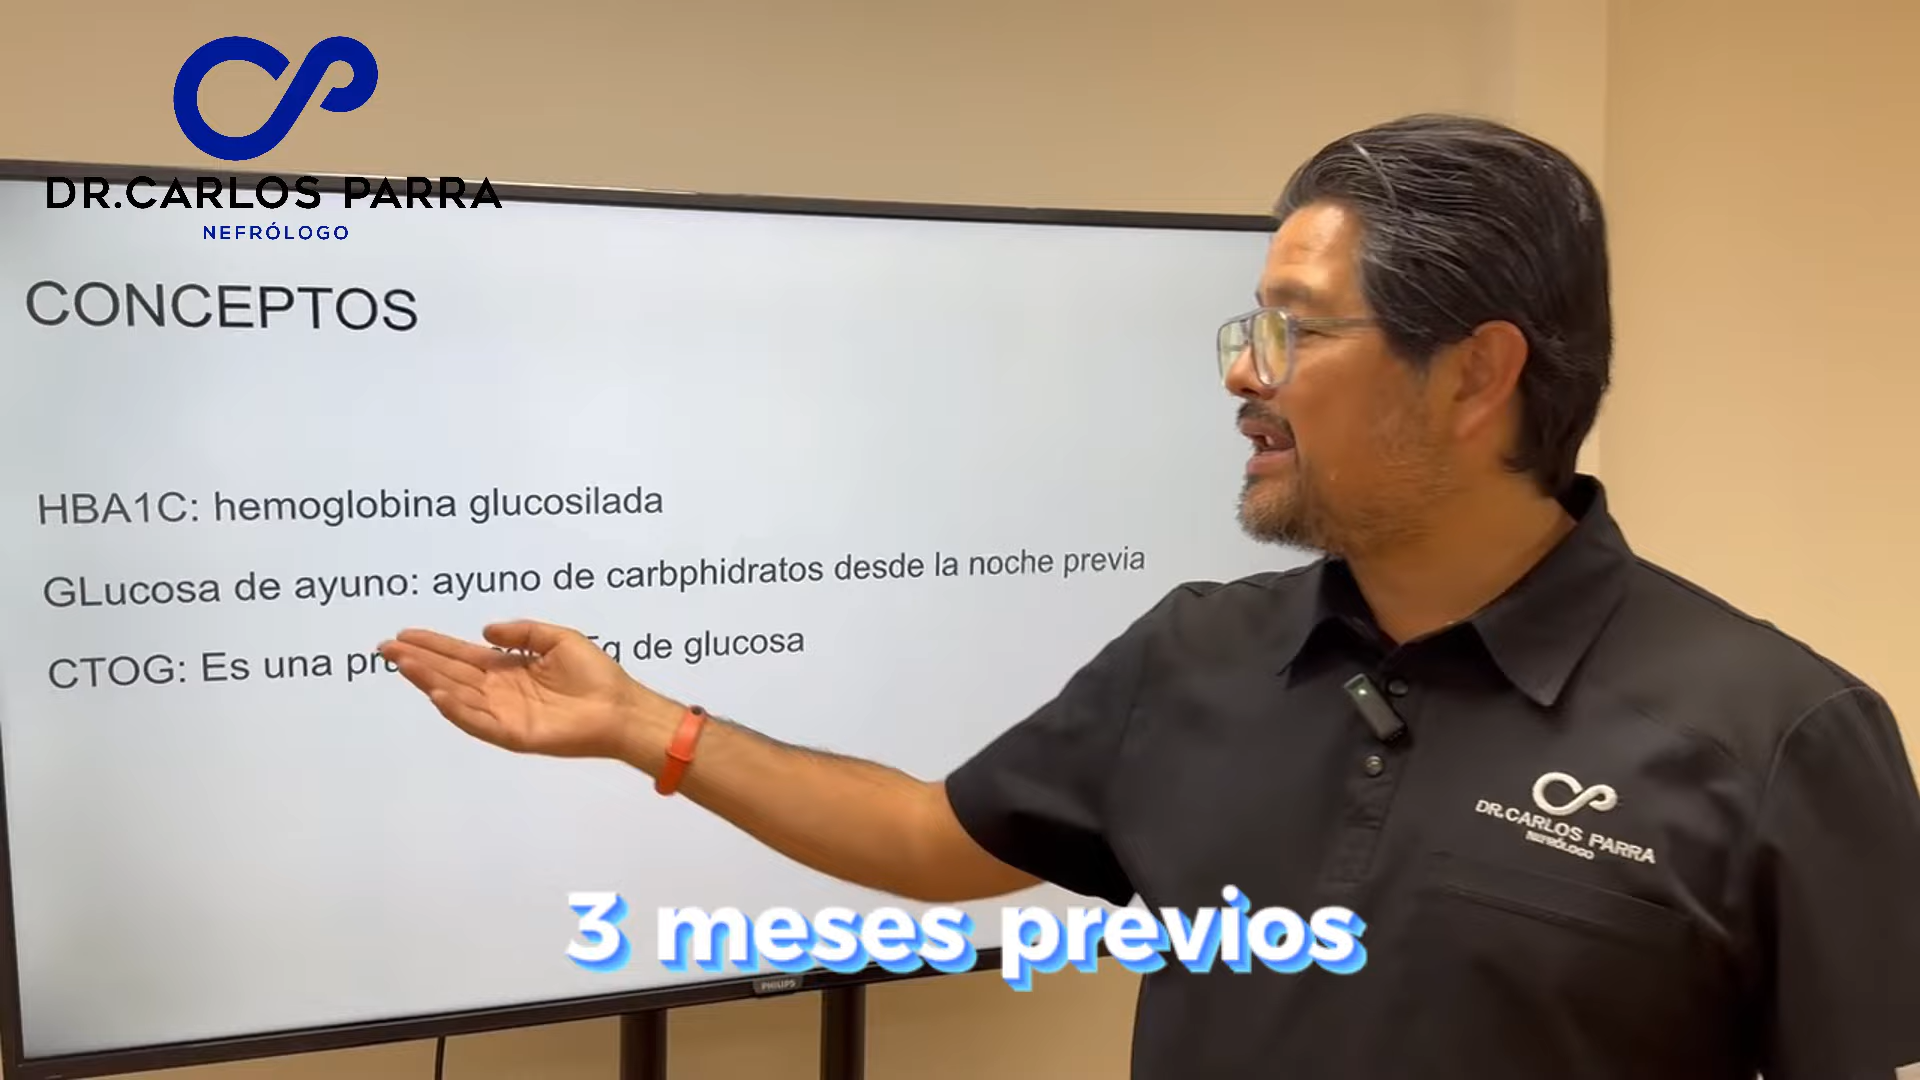 DR.CARLOS PARRA
NEFRÓLOGO
CONCEPTOS
HBA1C: hemoglobina glucosilada
GLucosa de ayuno: ayuno de carbphidratos desde la noche previa
CTOG: Es una de glucosa
DR.CARLOS PARRA
NEFRÓLOGO
3 meses previos
PHILIPS